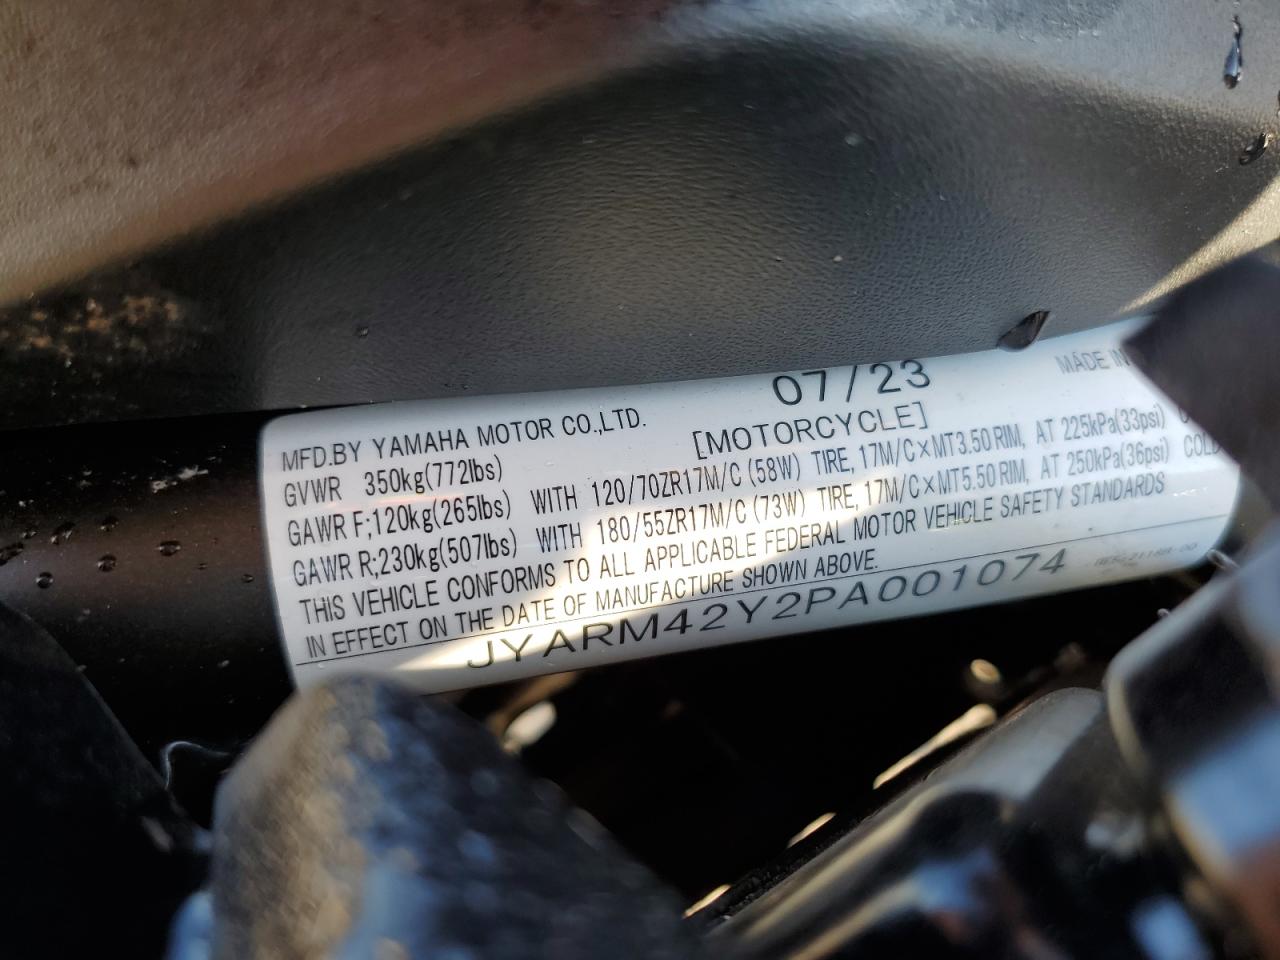 07/23
MADE IN
MFD.BY YAMAHA MOTOR CO.,LTD.
[MOTORCYCLE]
GVWR 350kg(772lbs)
GAWR F;120kg(265lbs) WITH 120/70ZR17M/C (58W) TIRE, 17M/C×MT3.50 RIM, AT 225kPa(33psi)
GAWR R;230kg(507lbs) WITH 180/55ZR17M/C (73W) TIRE, 17M/C×MT5.50 RIM, AT 250kPa(36psi) COLD
THIS VEHICLE CONFORMS TO ALL APPLICABLE FEDERAL MOTOR VEHICLE SAFETY STANDARDS
IN EFFECT ON THE DATE OF MANUFACTURE SHOWN ABOVE.
JYARM42Y2PA001074